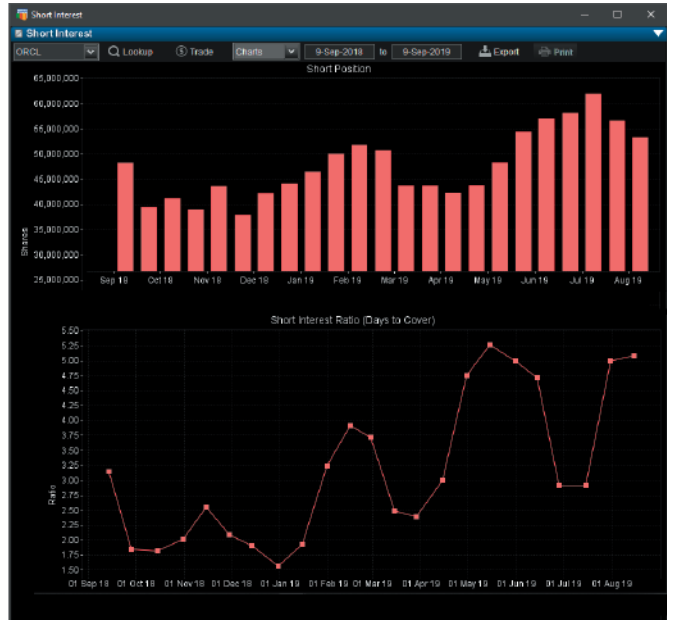 Short Interest
Short Interest
ORCL Lookup Trade Charts 9-Sep-2018 to 9-Sep-2019 Export Print
Short Position
65,000,000
60,000,000
55,000,000
50,000,000
45,000,000
40,000,000
35,000,000
30,000,000
25,000,000
Shares
Sep 18 Oct 18 Nov 18 Dec 18 Jan 19 Feb 19 Mar 19 Apr 19 May 19 Jun 19 Jul 19 Aug 19
Short Interest Ratio (Days to Cover)
5.50
5.25
5.00
4.75
4.50
4.25
4.00
3.75
3.50
3.25
3.00
2.75
2.50
2.25
2.00
1.75
1.50
Ratio
01 Sep 18 01 Oct 18 01 Nov 18 01 Dec 18 01 Jan 19 01 Feb 19 01 Mar 19 01 Apr 19 01 May 19 01 Jun 19 01 Jul 19 01 Aug 19